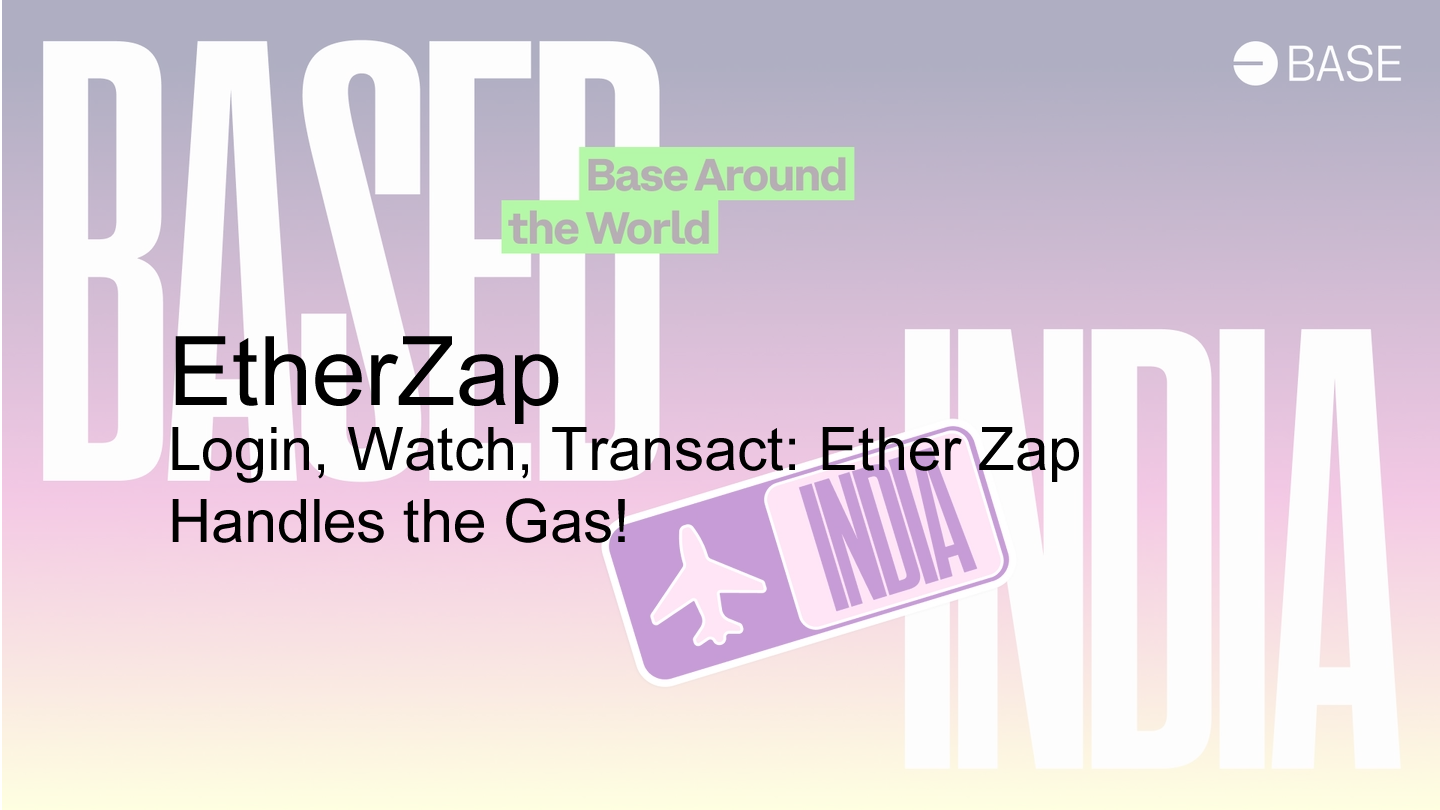 BASED
BASE
Base Around
the World
EtherZap
Login, Watch, Transact: Ether Zap
Handles the Gas!
INDIA
INDIA